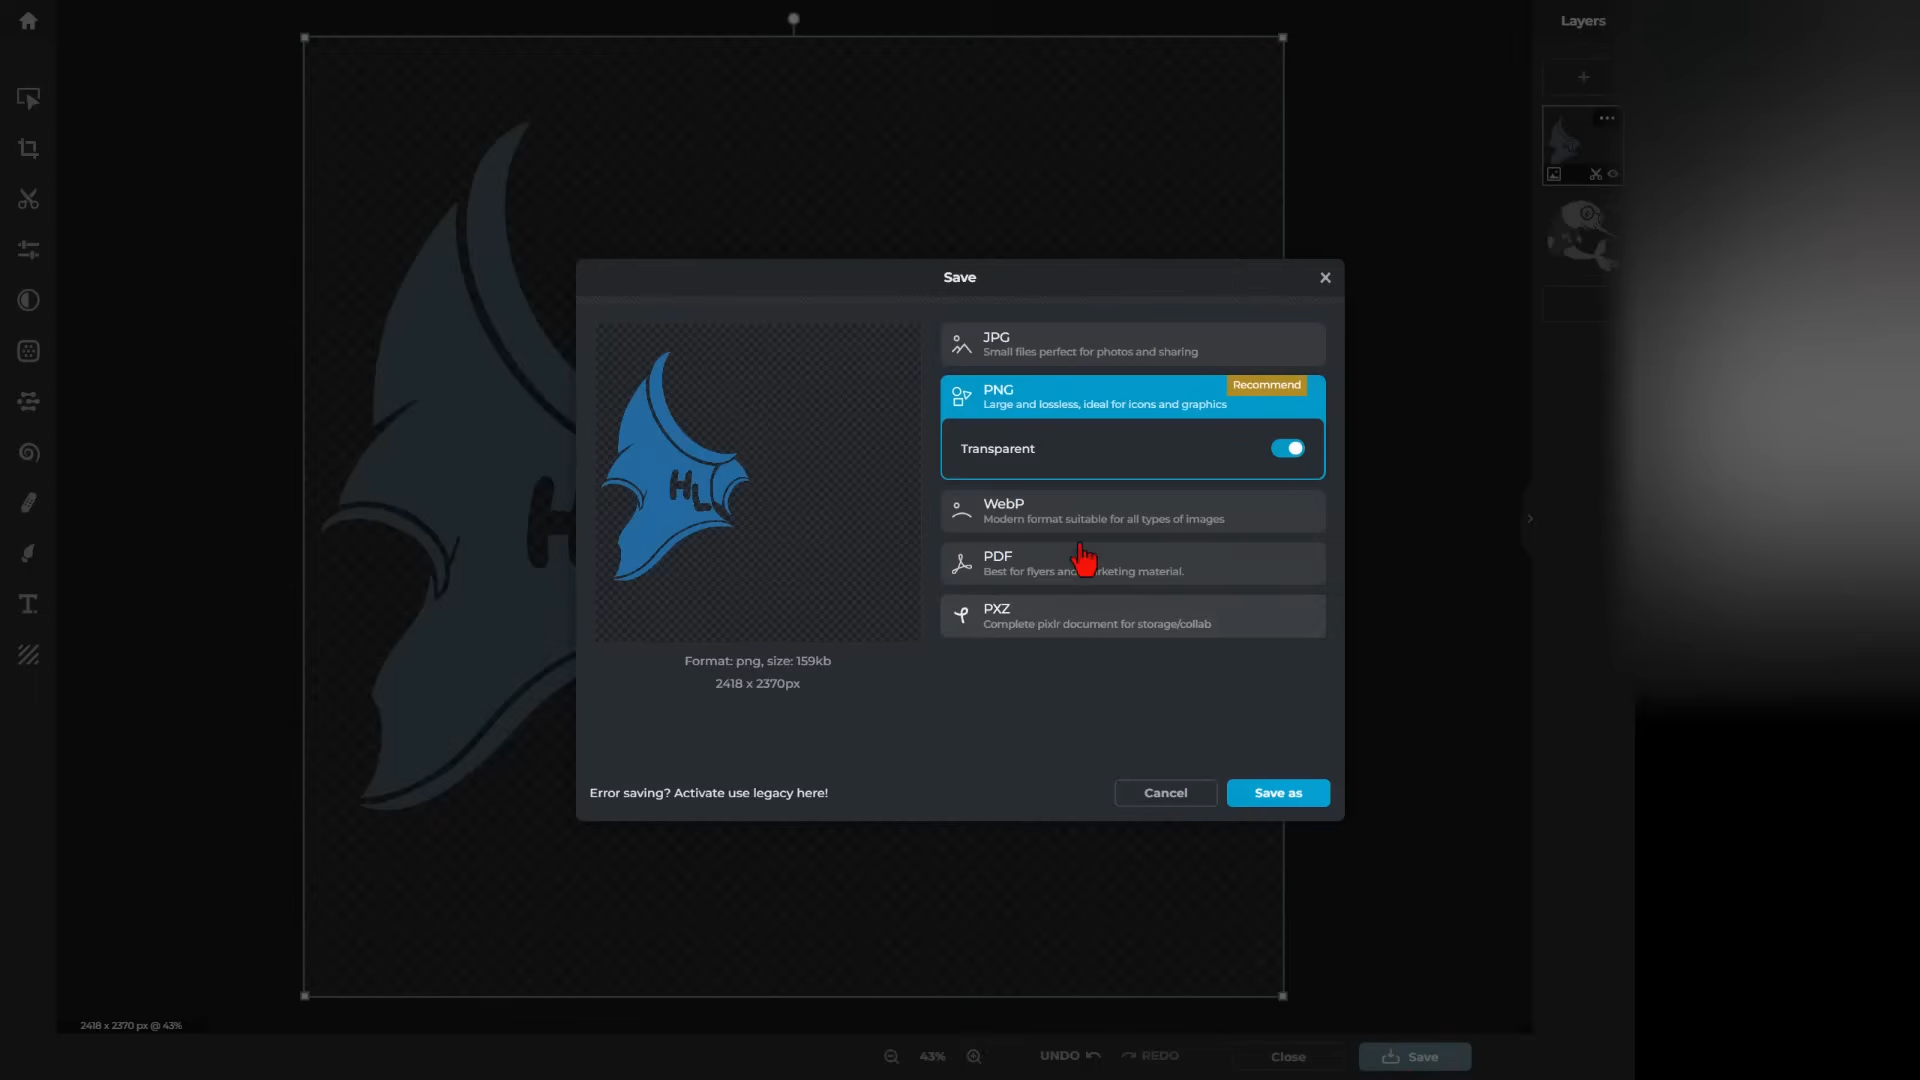 Layers
Save
JPG
Small files perfect for photos and sharing
PNG
Recommend
Large and lossless, ideal for icons and graphics
Transparent
HL
WebP
Modern format suitable for all types of images
PDF
Best for flyers and marketing material.
PXZ
Complete pixlr document for storage/collab
Format: png, size: 159kb
2418 x 2370px
Error saving? Activate use legacy here!
Cancel
Save as
2418 x 2370 px @ 43%
43%
UNDO
REDO
Close
Save